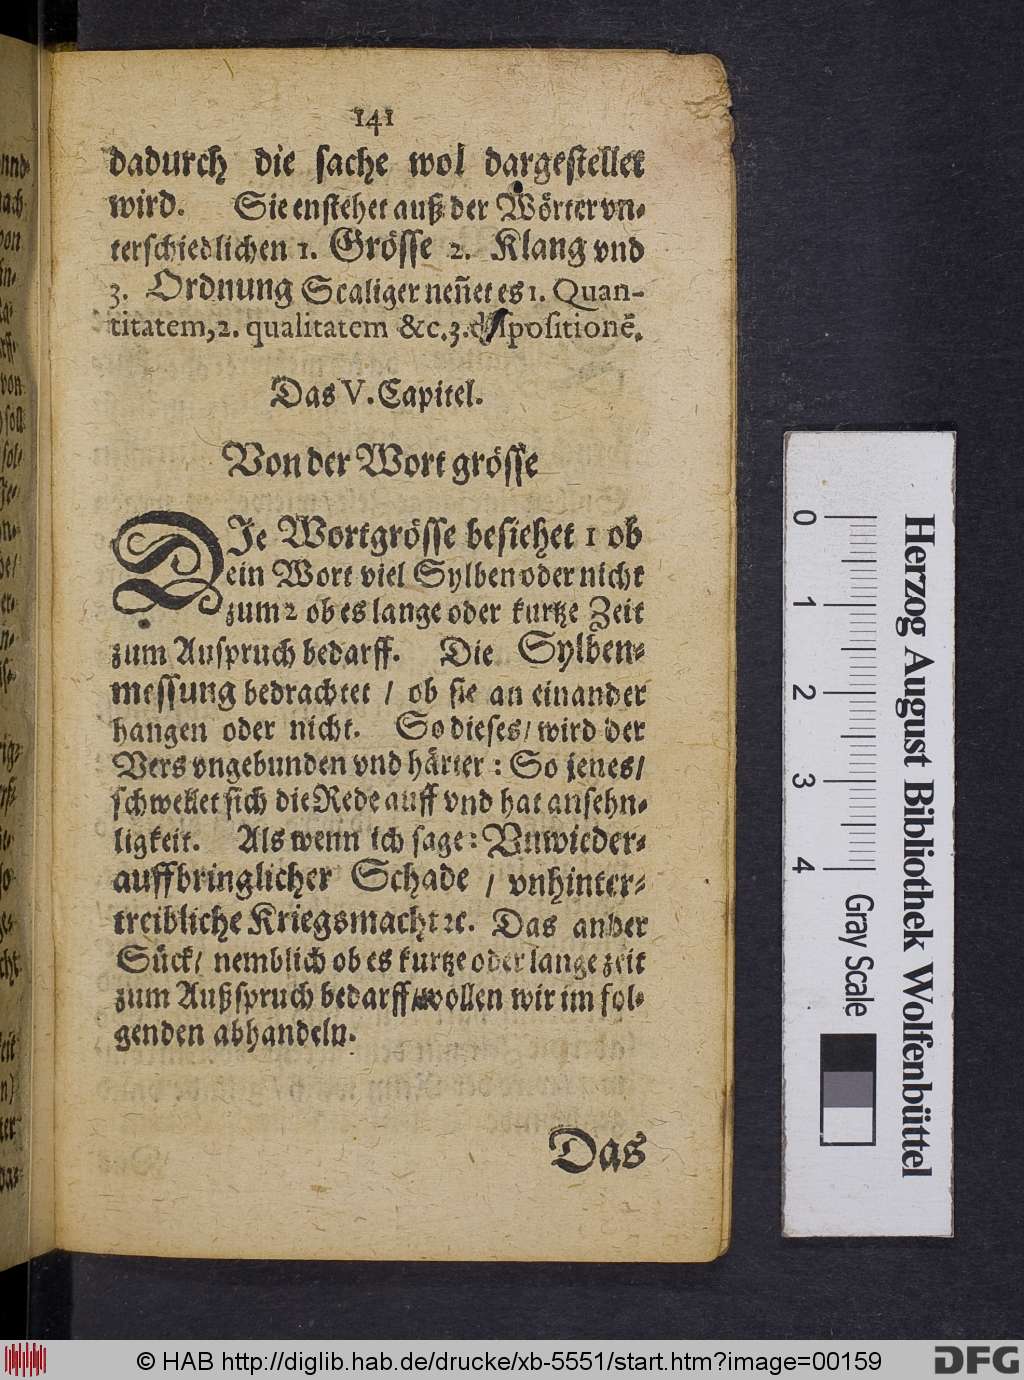 141
dadurch die sache wol dargestellet
wird. Sie enstehet auß der Wörter vn-
terschiedlichen 1. Grösse 2. Klang vnd
3. Ordnung Scaliger neñet es 1. Quan-
titatem, 2. qualitatem &c. 3. dispositionē.
Das V. Capitel.
Von der Wort grösse
DIe Wortgrösse besiehet 1 ob
ein Wort viel Sylben oder nicht
zum 2 ob es lange oder kurtze Zeit
zum Auspruch bedarff. Die Sylben-
messung bedrachtet / ob sie an einander
hangen oder nicht. So dieses / wird der
Vers vngebunden vnd härter : So jenes /
schwellet sich die Rede auff vnd hat ansehn-
ligkeit. Als wenn ich sage : Vnwieder-
auffbringlicher Schade / vnhinter-
treibliche Kriegsmacht ꝛc. Das ander
Sück / nemblich ob es kurtze oder lange zeit
zum Außspruch bedarff / wollen wir im fol-
genden abhandeln.
Das
0 1 2 3 4
Herzog August Bibliothek Wolfenbüttel
Gray Scale
© HAB http://diglib.hab.de/drucke/xb-5551/start.htm?image=00159
DFG